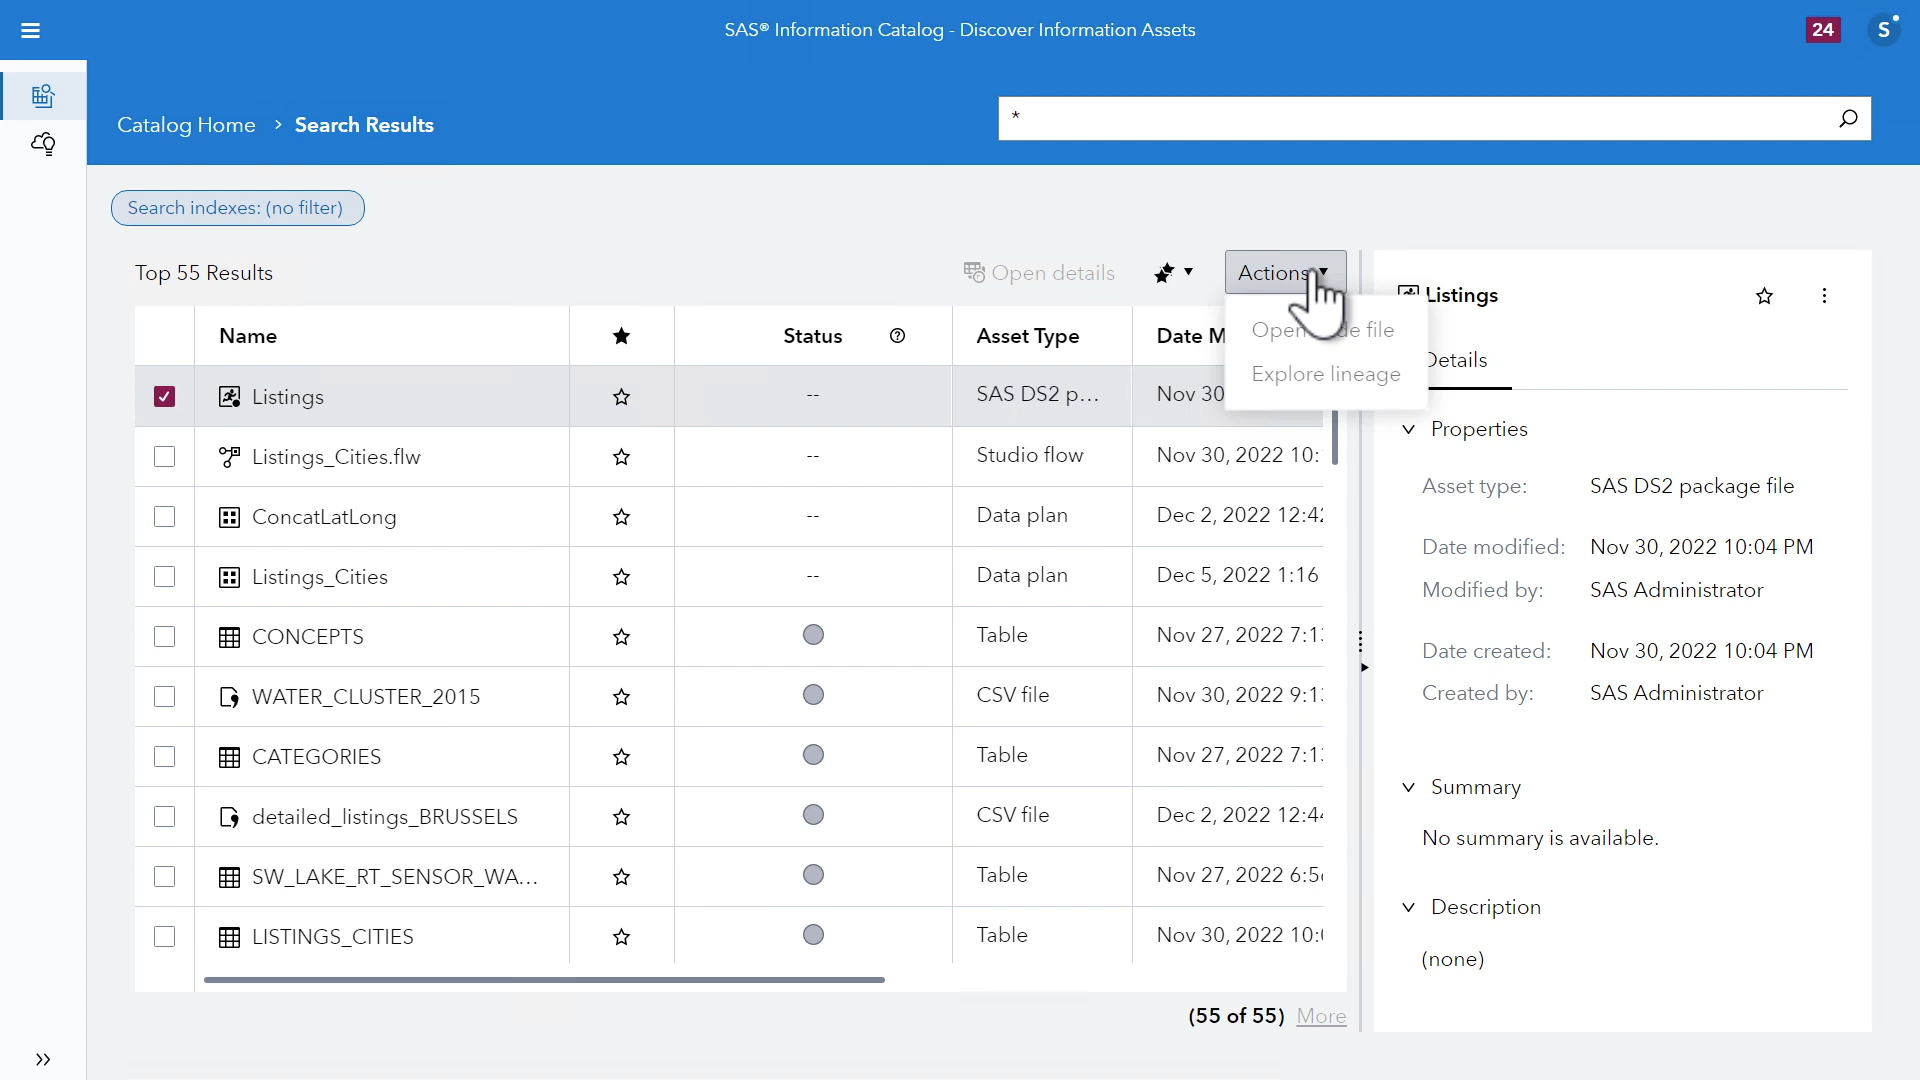 SAS® Information Catalog - Discover Information Assets
24
S
Catalog Home > Search Results
*
Search indexes: (no filter)
Top 55 Results
Open details
Actions
Explore lineage
Name
Status
Asset Type
Date M
Listings
--
SAS DS2 p...
Nov 30
Listings_Cities.flw
--
Studio flow
Nov 30, 2022 10:
ConcatLatLong
--
Data plan
Dec 2, 2022 12:42
Listings_Cities
--
Data plan
Dec 5, 2022 1:16
CONCEPTS
Table
Nov 27, 2022 7:1
WATER_CLUSTER_2015
CSV file
Nov 30, 2022 9:1
CATEGORIES
Table
Nov 27, 2022 7:1
detailed_listings_BRUSSELS
CSV file
Dec 2, 2022 12:44
SW_LAKE_RT_SENSOR_WA...
Table
Nov 27, 2022 6:5
LISTINGS_CITIES
Table
Nov 30, 2022 10:
(55 of 55) More
Listings
Details
Properties
Asset type: SAS DS2 package file
Date modified: Nov 30, 2022 10:04 PM
Modified by: SAS Administrator
Date created: Nov 30, 2022 10:04 PM
Created by: SAS Administrator
Summary
No summary is available.
Description
(none)